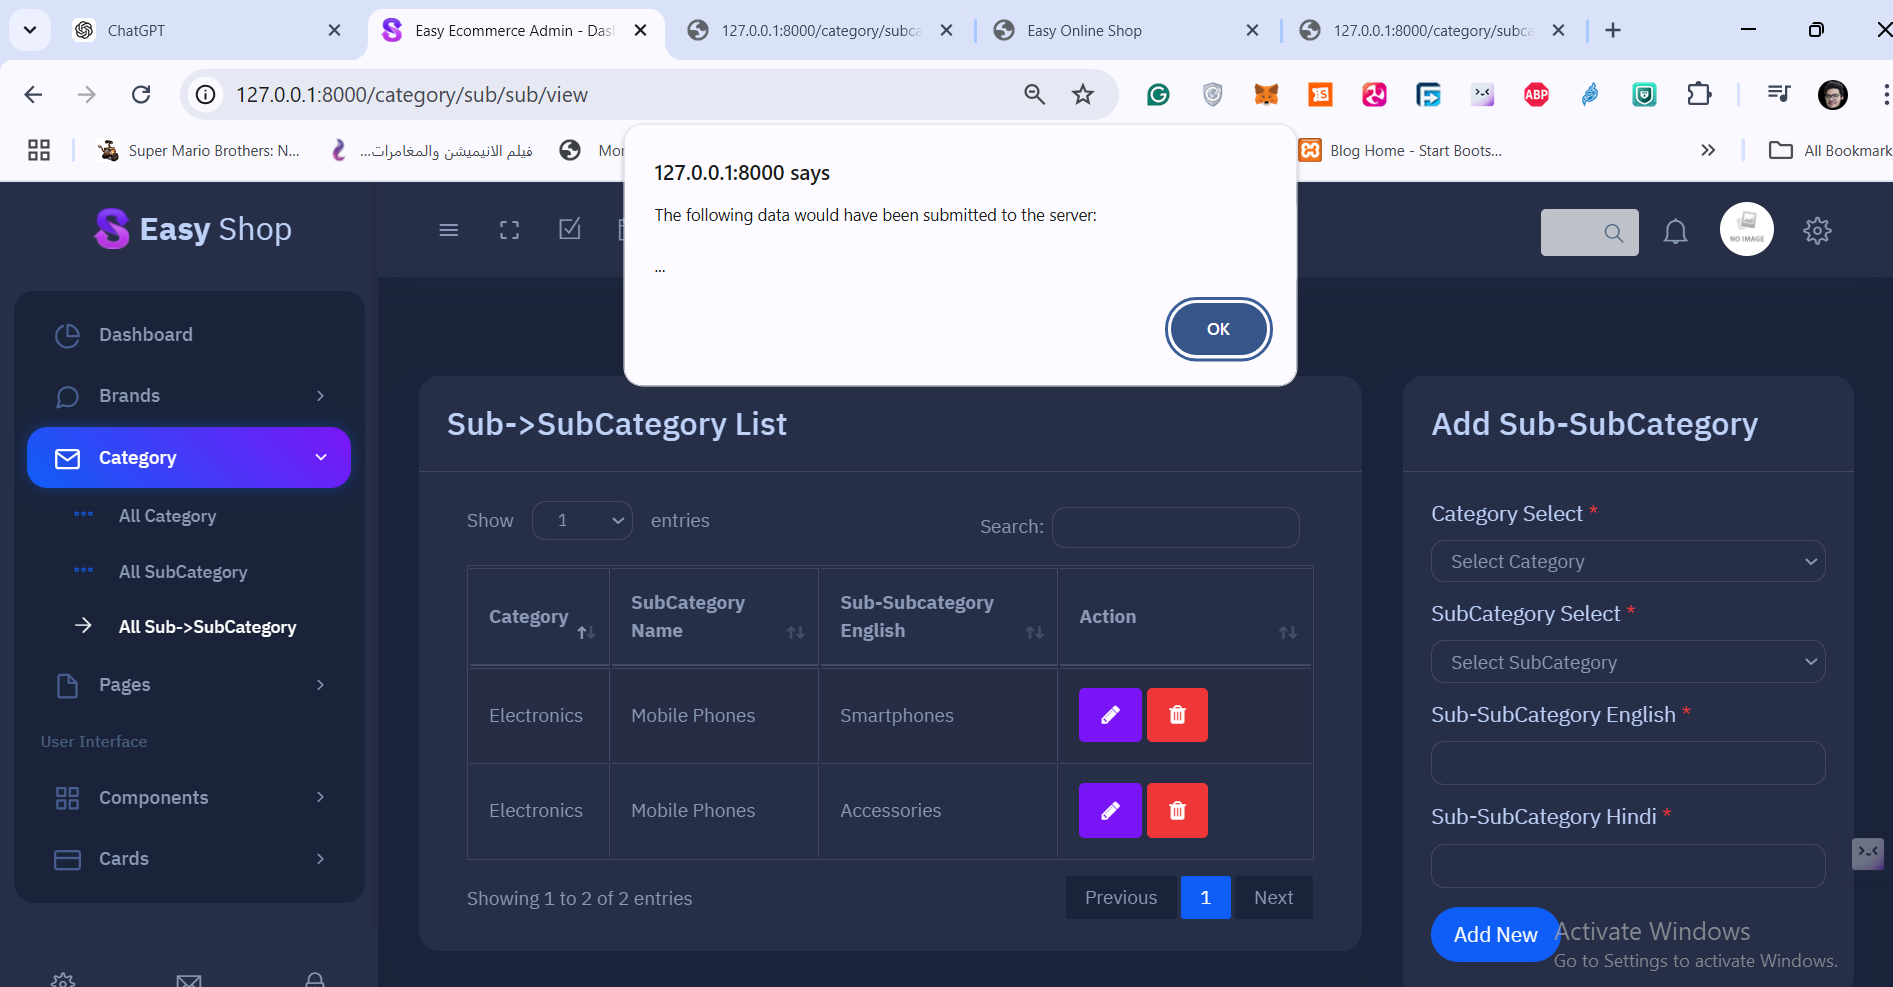 ChatGPT
Easy Ecommerce Admin - Das
127.0.0.1:8000/category/subca
Easy Online Shop
127.0.0.1:8000/category/subca
127.0.0.1:8000/category/sub/sub/view
ABP
Super Mario Brothers: N...
فيلم الانيميشن والمغامرات...
Mor
Blog Home - Start Boots...
All Bookmark
127.0.0.1:8000 says
The following data would have been submitted to the server:
...
OK
Easy Shop
NO IMAGE
Dashboard
Brands
Category
All Category
All SubCategory
All Sub->SubCategory
Pages
User Interface
Components
Cards
Sub->SubCategory List
Show 1 entries
Search:
Category
SubCategory Name
Sub-Subcategory English
Action
Electronics Mobile Phones Smartphones
Electronics Mobile Phones Accessories
Showing 1 to 2 of 2 entries
Previous 1 Next
Add Sub-SubCategory
Category Select *
Select Category
SubCategory Select *
Select SubCategory
Sub-SubCategory English *
Sub-SubCategory Hindi *
Add New
Activate Windows
Go to Settings to activate Windows.